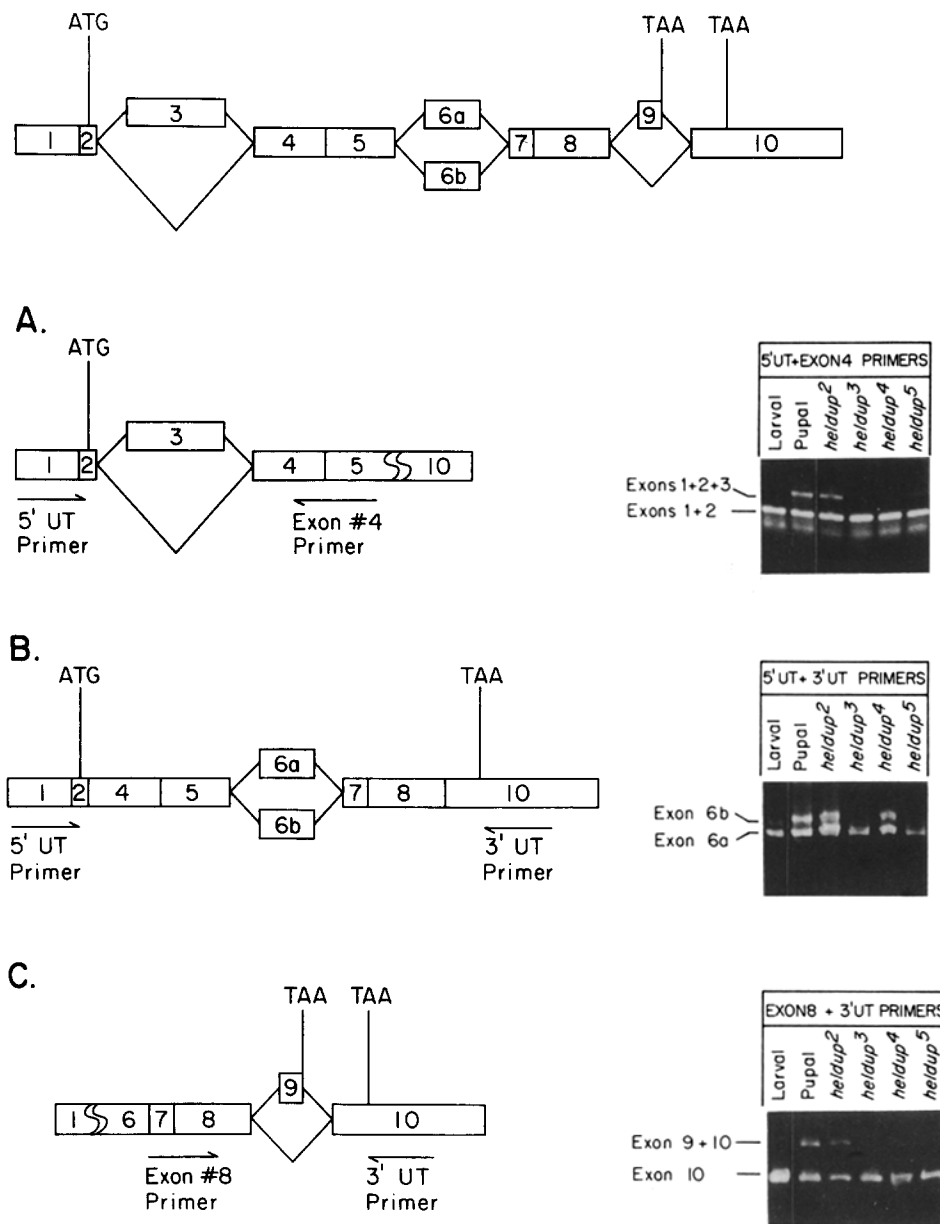 ATG
TAA TAA
3
6a
9
1 2 4 5 7 8 10
6b
A.
ATG
3
1 2 4 5 10
5' UT Primer
Exon #4 Primer
5'UT+EXON4 PRIMERS
Larval
Pupal
heldup2
heldup3
heldup4
heldup5
Exons 1+2+3
Exons 1+2
B.
ATG
TAA
6a
1 2 4 5 7 8 10
6b
5' UT Primer
3' UT Primer
5'UT+ 3'UT PRIMERS
Larval
Pupal
heldup2
heldup3
heldup4
heldup5
Exon 6b
Exon 6a
C.
TAA TAA
9
1 6 7 8 10
Exon #8 Primer
3' UT Primer
EXON8 + 3'UT PRIMERS
Larval
Pupal
heldup2
heldup3
heldup4
heldup5
Exon 9+10
Exon 10